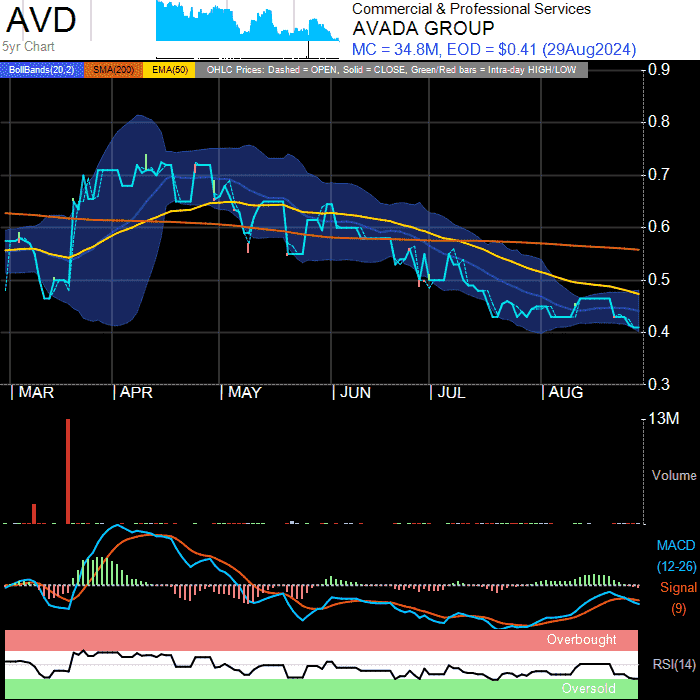 AVD
5yr Chart
Commercial & Professional Services
AVADA GROUP
MC = 34.8M, EOD = $0.41 (29Aug2024)
BollBands(20,2) SMA(200) EMA(50) OHLC Prices: Dashed = OPEN, Solid = CLOSE, Green/Red bars = Intra-day HIGH/LOW
0.9
0.8
0.7
0.6
0.5
0.4
0.3
MAR APR MAY JUN JUL AUG
13M
Volume
MACD
(12-26)
Signal
(9)
Overbought
RSI(14)
Oversold